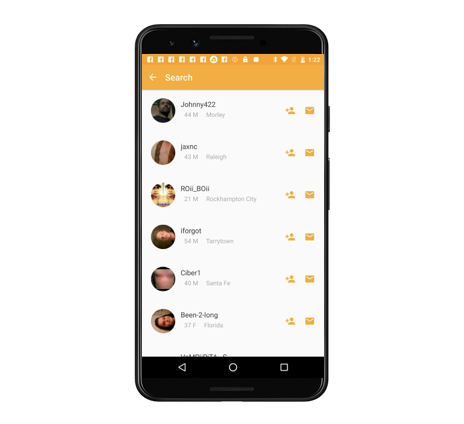 1:22
Search
Johnny422
44 M Morley
jaxnc
43 M Raleigh
ROii_BOii
21 M Rockhampton City
iforgot
54 M Tarrytown
Ciber1
40 M Santa Fe
Been-2-long
37 F Florida